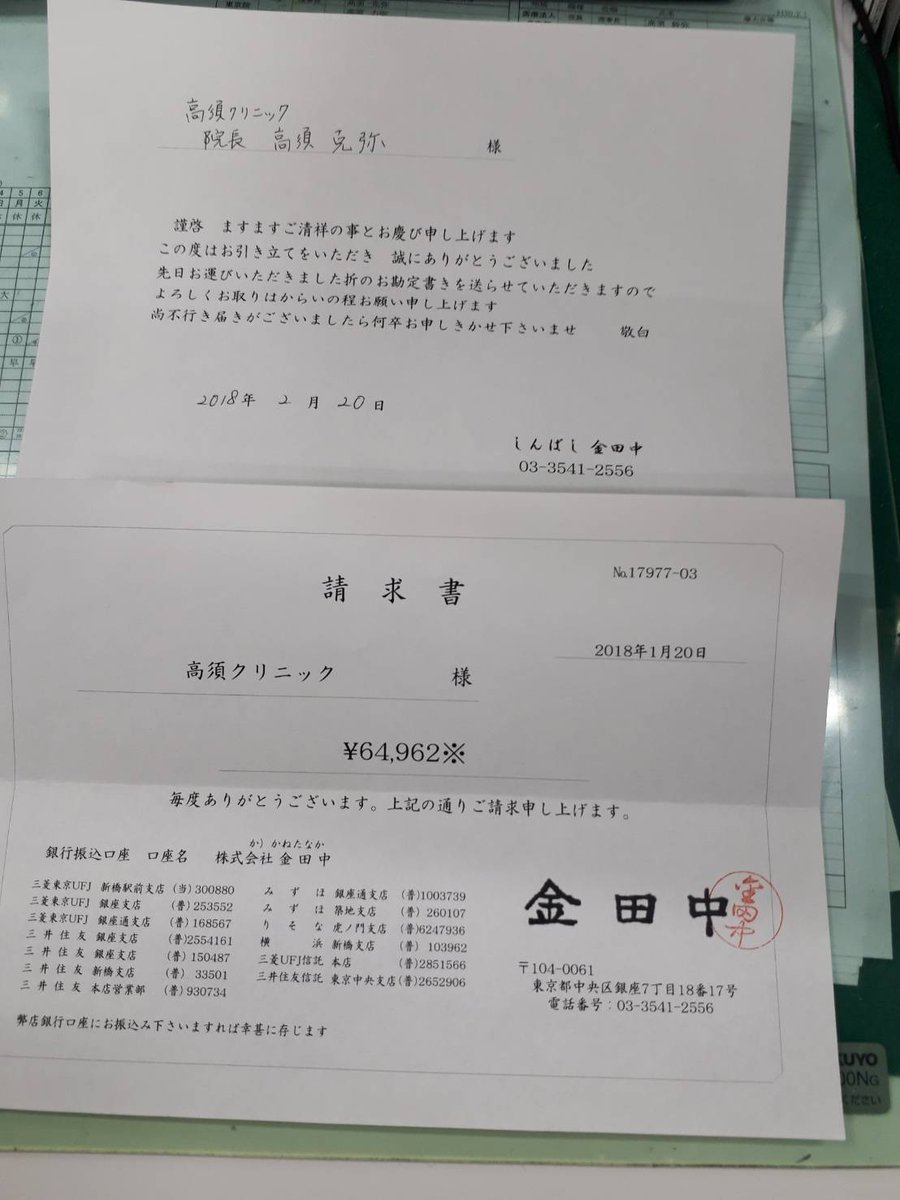 高須クリニック
院長 高須 克弥 様
謹啓 ますますご清祥の事とお慶び申し上げます
この度はお引き立てをいただき 誠にありがとうございました
先日お運びいただきました折のお勘定書きを送らせていただきますので
よろしくお取りはからいの程お願い申し上げます
尚不行き届きがございましたら何卒お申しきかせ下さいませ 敬白
2018年 2月 20日
しんばし 金田中
03-3541-2556
請求書
№17977-03
2018年1月20日
高須クリニック 様
¥64,962※
毎度ありがとうございます。上記の通りご請求申し上げます。
か）かねたなか
銀行振込口座 口座名 株式会社 金田中
三菱東京UFJ 新橋駅前支店 (当)300880
三菱東京UFJ 銀座支店 (普)253552
三菱東京UFJ 銀座通支店 (普)168567
三井住友 銀座支店 (普)2554161
三井住友 銀座支店 (普)150487
三井住友 新橋支店 (普) 33501
三井住友 本店営業部 (普)930734
みずほ 銀座通支店 (普)1003739
みずほ 築地支店 (普) 260107
りそな 虎ノ門支店 (普)6247936
横浜 新橋支店 (普) 103962
三菱UFJ信託 本店 (普)2851566
三井住友信託 東京中央支店(普)2652906
弊店銀行口座にお振込み下さいますれば幸甚に存じます
金田中
金田中
〒104-0061
東京都中央区銀座7丁目18番17号
電話番号：03-3541-2556
KUYO
00NG
ください